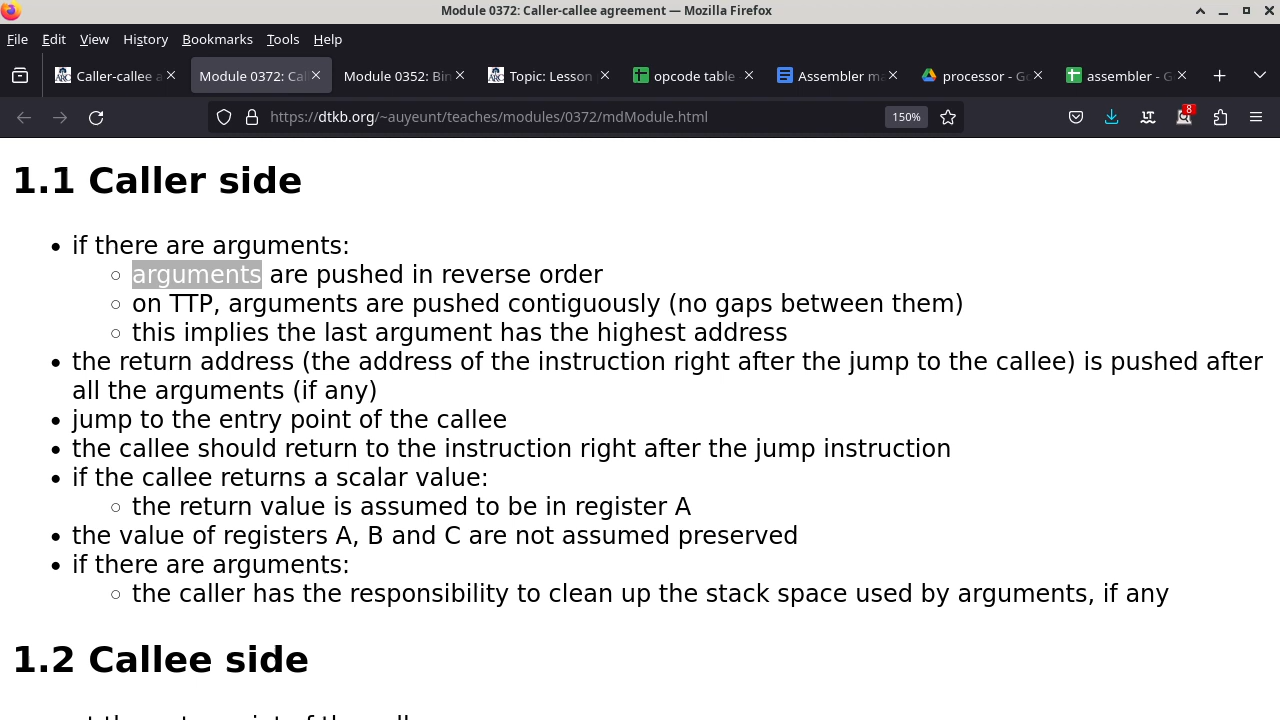 Module 0372: Caller-callee agreement — Mozilla Firefox
File Edit View History Bookmarks Tools Help
Caller-callee a
Module 0372: Cal
Module 0352: Bin
Topic: Lesson
opcode table -
Assembler ma
processor - Go
assembler - G
https://dtkb.org/~auyeunt/teaches/modules/0372/mdModule.html
150%
8
1.1 Caller side
• if there are arguments:
◦ arguments are pushed in reverse order
◦ on TTP, arguments are pushed contiguously (no gaps between them)
◦ this implies the last argument has the highest address
• the return address (the address of the instruction right after the jump to the callee) is pushed after
all the arguments (if any)
• jump to the entry point of the callee
• the callee should return to the instruction right after the jump instruction
• if the callee returns a scalar value:
◦ the return value is assumed to be in register A
• the value of registers A, B and C are not assumed preserved
• if there are arguments:
◦ the caller has the responsibility to clean up the stack space used by arguments, if any
1.2 Callee side